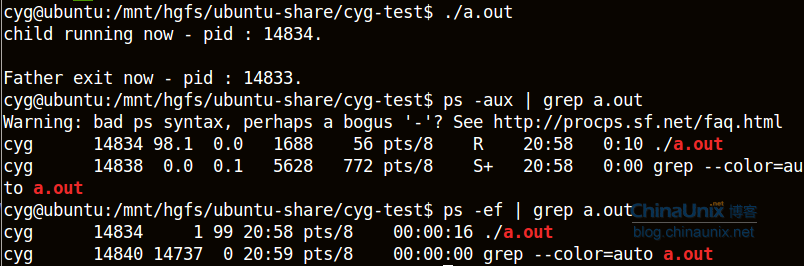 cyg@ubuntu:/mnt/hgfs/ubuntu-share/cyg-test$ ./a.out
child running now - pid : 14834.
Father exit now - pid : 14833.
cyg@ubuntu:/mnt/hgfs/ubuntu-share/cyg-test$ ps -aux | grep a.out
Warning: bad ps syntax, perhaps a bogus '-'? See http://procps.sf.net/faq.html
cyg      14834 98.1  0.0   1688    56 pts/8    R    20:58   0:10 ./a.out
cyg      14838  0.0  0.1   5628   772 pts/8    S+   20:58   0:00 grep --color=au
to a.out
cyg@ubuntu:/mnt/hgfs/ubuntu-share/cyg-test$ ps -ef | grep a.out
cyg      14834     1 99 20:58 pts/8    00:00:16 ./a.out
cyg      14840 14737  0 20:59 pts/8    00:00:00 grep --color=auto a.out
ChinaUnix.net 博客
blog.chinaunix.net